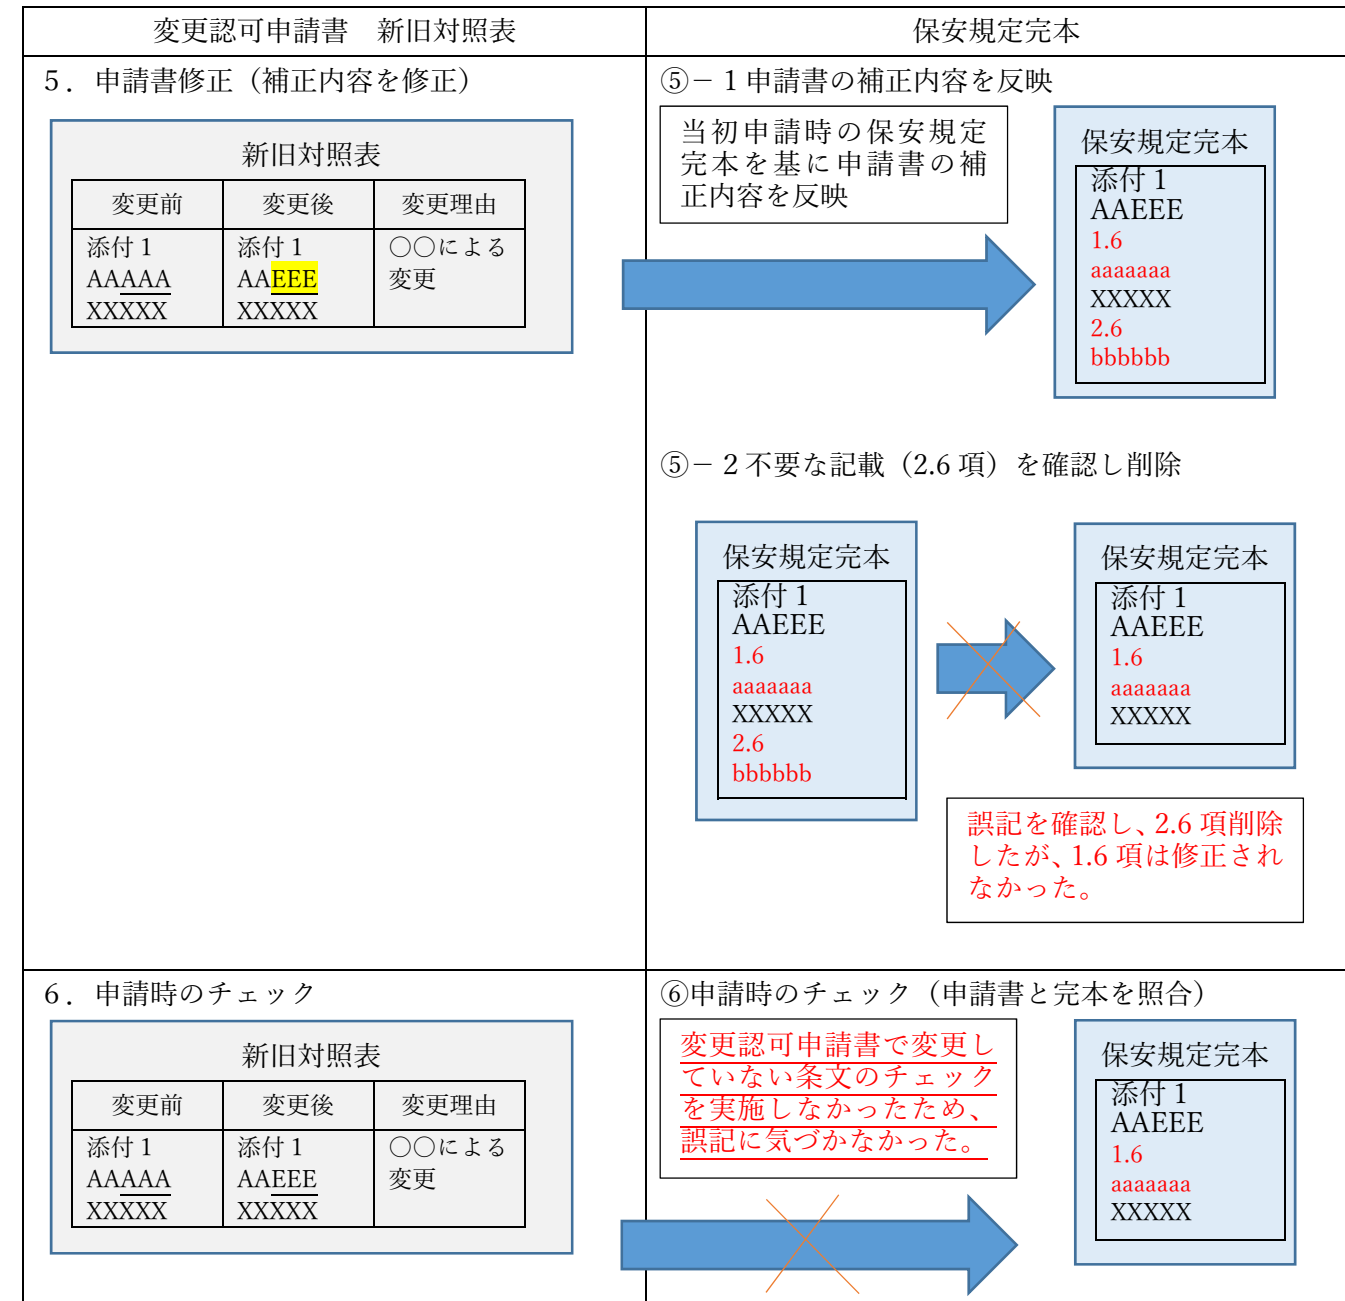 変更認可申請書　新旧対照表
保安規定完本
５．申請書修正（補正内容を修正）
新旧対照表
変更前
変更後
変更理由
添付 1
AAAAA
XXXXX
添付 1
AAEEE
XXXXX
〇〇による
変更
⑤－１申請書の補正内容を反映
当初申請時の保安規定
完本を基に申請書の補
正内容を反映
保安規定完本
添付 1
AAEEE
1.6
aaaaaaa
XXXXX
2.6
bbbbbb
⑤－２不要な記載（2.6 項）を確認し削除
保安規定完本
添付 1
AAEEE
1.6
aaaaaaa
XXXXX
2.6
bbbbbb
保安規定完本
添付 1
AAEEE
1.6
aaaaaaa
XXXXX
誤記を確認し、2.6 項削除
したが、1.6 項は修正され
なかった。
６．申請時のチェック
新旧対照表
変更前
変更後
変更理由
添付 1
AAAAA
XXXXX
添付 1
AAEEE
XXXXX
〇〇による
変更
⑥申請時のチェック（申請書と完本を照合）
変更認可申請書で変更し
ていない条文のチェック
を実施しなかったため、
誤記に気づかなかった。
保安規定完本
添付 1
AAEEE
1.6
aaaaaaa
XXXXX